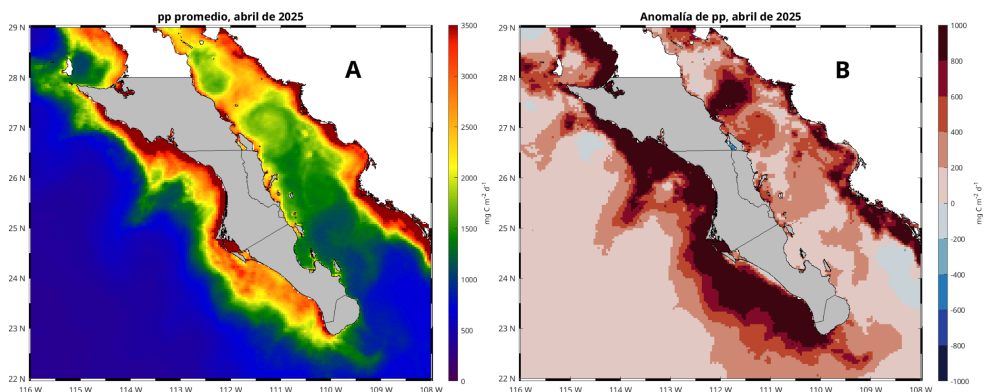 pp promedio, abril de 2025
29 N
28 N
27 N
26 N
25 N
24 N
23 N
22 N
116 W
115 W
114 W
113 W
112 W
111 W
110 W
109 W
108 W
A
3500
3000
2500
2000
1500
1000
500
0
mg C m⁻² d⁻¹
Anomalía de pp, abril de 2025
29 N
28 N
27 N
26 N
25 N
24 N
23 N
22 N
116 W
115 W
114 W
113 W
112 W
111 W
110 W
109 W
108 W
B
1000
800
600
400
200
0
-200
-400
-600
-800
-1000
mg C m⁻² d⁻¹